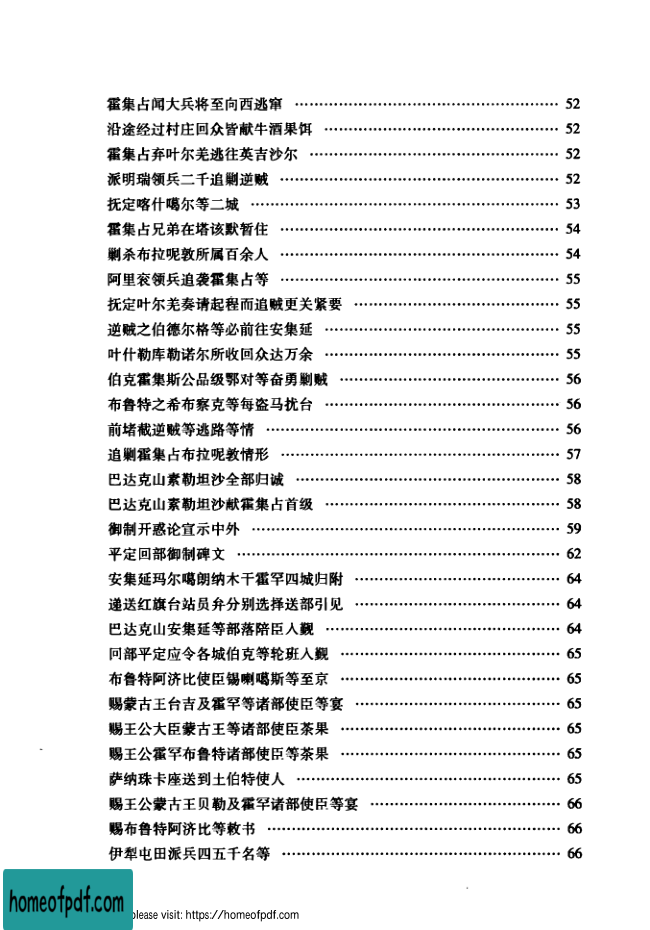 霍集占闻大兵将至向西逃窜 …… 52
沿途经过村庄回众皆献牛酒果饵 …… 52
霍集占弃叶尔羌逃往英吉沙尔 …… 52
派明瑞领兵二千追剿逆贼 …… 52
抚定喀什噶尔等二城 …… 53
霍集占兄弟在塔该默暂住 …… 54
剿杀布拉呢敦所属百余人 …… 54
阿里衮领兵追袭霍集占等 …… 55
抚定叶尔羌奏请起程而追贼更关紧要 …… 55
逆贼之伯德尔格等必前往安集延 …… 55
叶什勒库勒诺尔所收回众达万余 …… 55
伯克霍集斯公品级鄂对等奋勇剿贼 …… 56
布鲁特之希布察克等每盗马扰台 …… 56
前堵截逆贼等逃路等情 …… 56
追剿霍集占布拉呢敦情形 …… 57
巴达克山素勒坦沙全部归诚 …… 58
巴达克山素勒坦沙献霍集占首级 …… 58
御制开惑论宣示中外 …… 59
平定回部御制碑文 …… 62
安集延玛尔噶朗纳木干霍罕四城归附 …… 64
递送红旗台站员弁分别选择送部引见 …… 64
巴达克山安集延等部落陪臣入觐 …… 64
回部平定应令各城伯克等轮班入觐 …… 65
布鲁特阿济比使臣锡喇噶斯等至京 …… 65
赐蒙古王台吉及霍罕等诸部使臣等宴 …… 65
赐王公大臣蒙古王等诸部使臣茶果 …… 65
赐王公霍罕布鲁特诸部使臣等茶果 …… 65
萨纳珠卡座送到土伯特使人 …… 65
赐王公蒙古王贝勒及霍罕诸部使臣等宴 …… 66
赐布鲁特阿济比等敕书 …… 66
伊犁屯田派兵四五千名等 …… 66
homeofpdf.com
please visit: https://homeofpdf.com